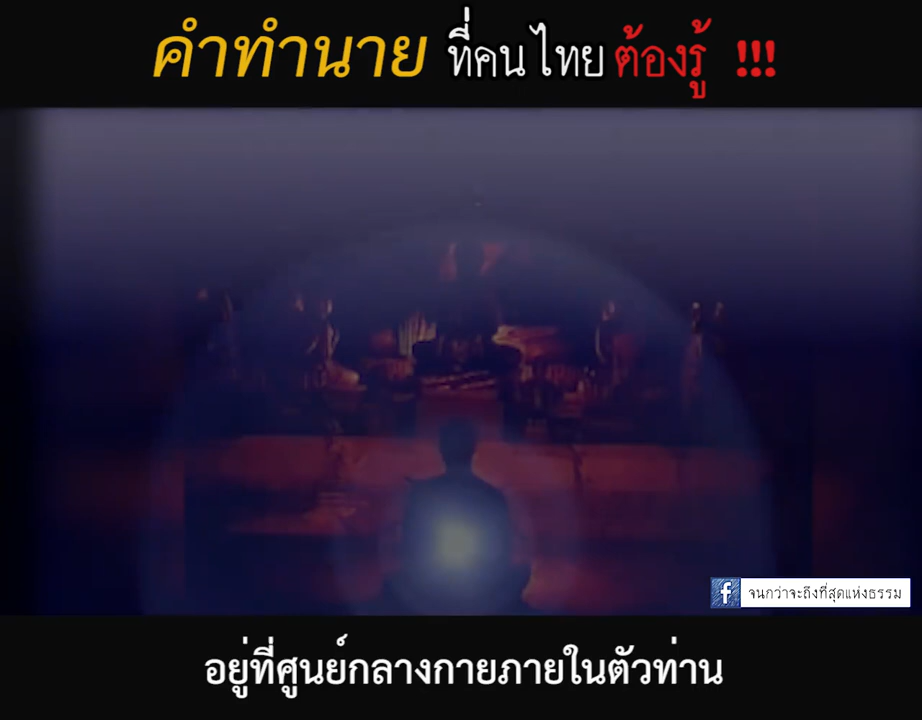 คำทำนาย ที่คนไทย ต้องรู้ !!!
f จนกว่าจะถึงที่สุดแห่งธรรม
อยู่ที่ศูนย์กลางกายภายในตัวท่าน